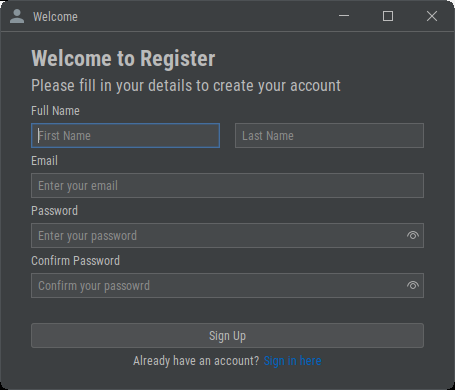 Welcome
Welcome to Register
Please fill in your details to create your account
Full Name
First Name Last Name
Email
Enter your email
Password
Enter your password
Confirm Password
Confirm your passowrd
Sign Up
Already have an account? Sign in here